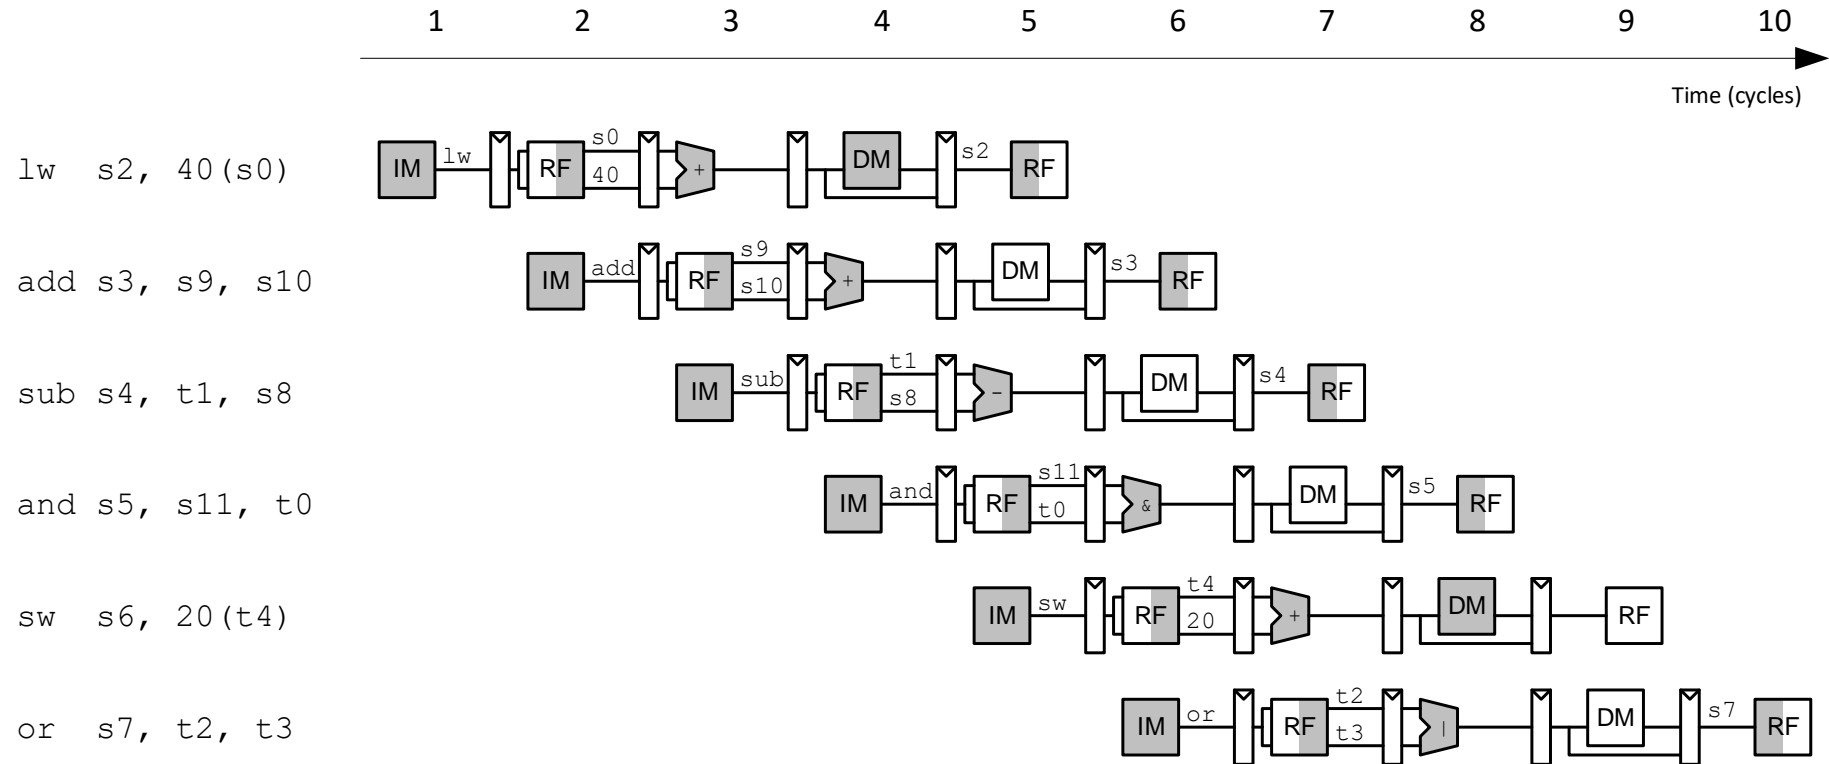 1 2 3 4 5 6 7 8 9 10
Time (cycles)
lw s2, 40(s0) IM lw RF s0 40 + DM s2 RF
add s3, s9, s10 IM add RF s9 s10 + DM s3 RF
sub s4, t1, s8 IM sub RF t1 s8 - DM s4 RF
and s5, s11, t0 IM and RF s11 t0 & DM s5 RF
sw s6, 20(t4) IM sw RF t4 20 + DM RF
or s7, t2, t3 IM or RF t2 t3 | DM s7 RF